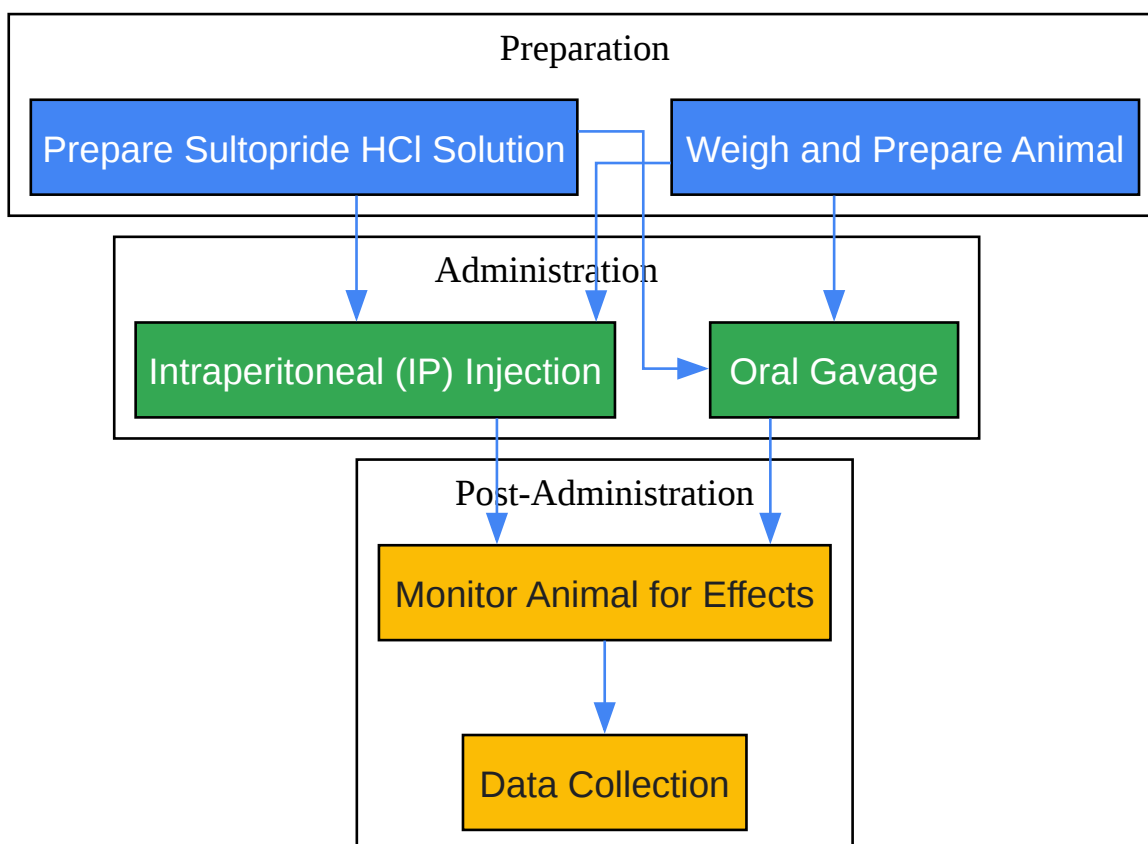 Preparation
Prepare Sultopride HCl Solution
Weigh and Prepare Animal
Administration
Intraperitoneal (IP) Injection
Oral Gavage
Post-Administration
Monitor Animal for Effects
Data Collection